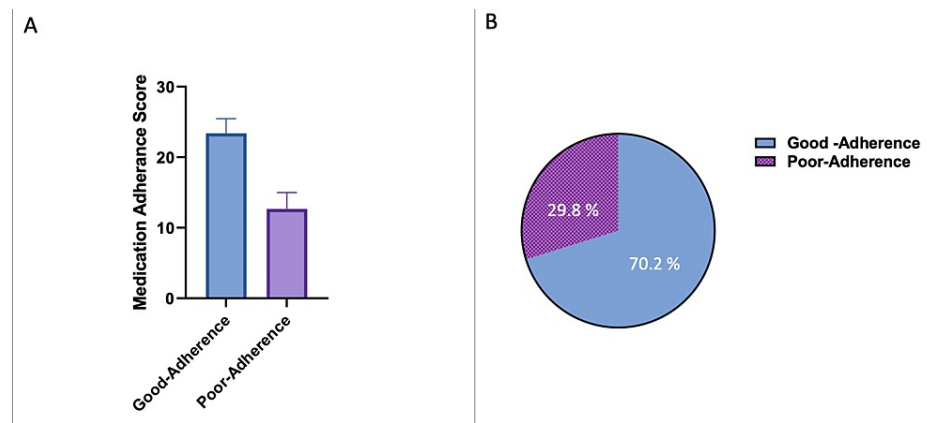 A
Medication Adherance Score
30
20
10
0
Good-Adherence
Poor-Adherence
B
29.8 %
70.2 %
Good -Adherence
Poor-Adherence